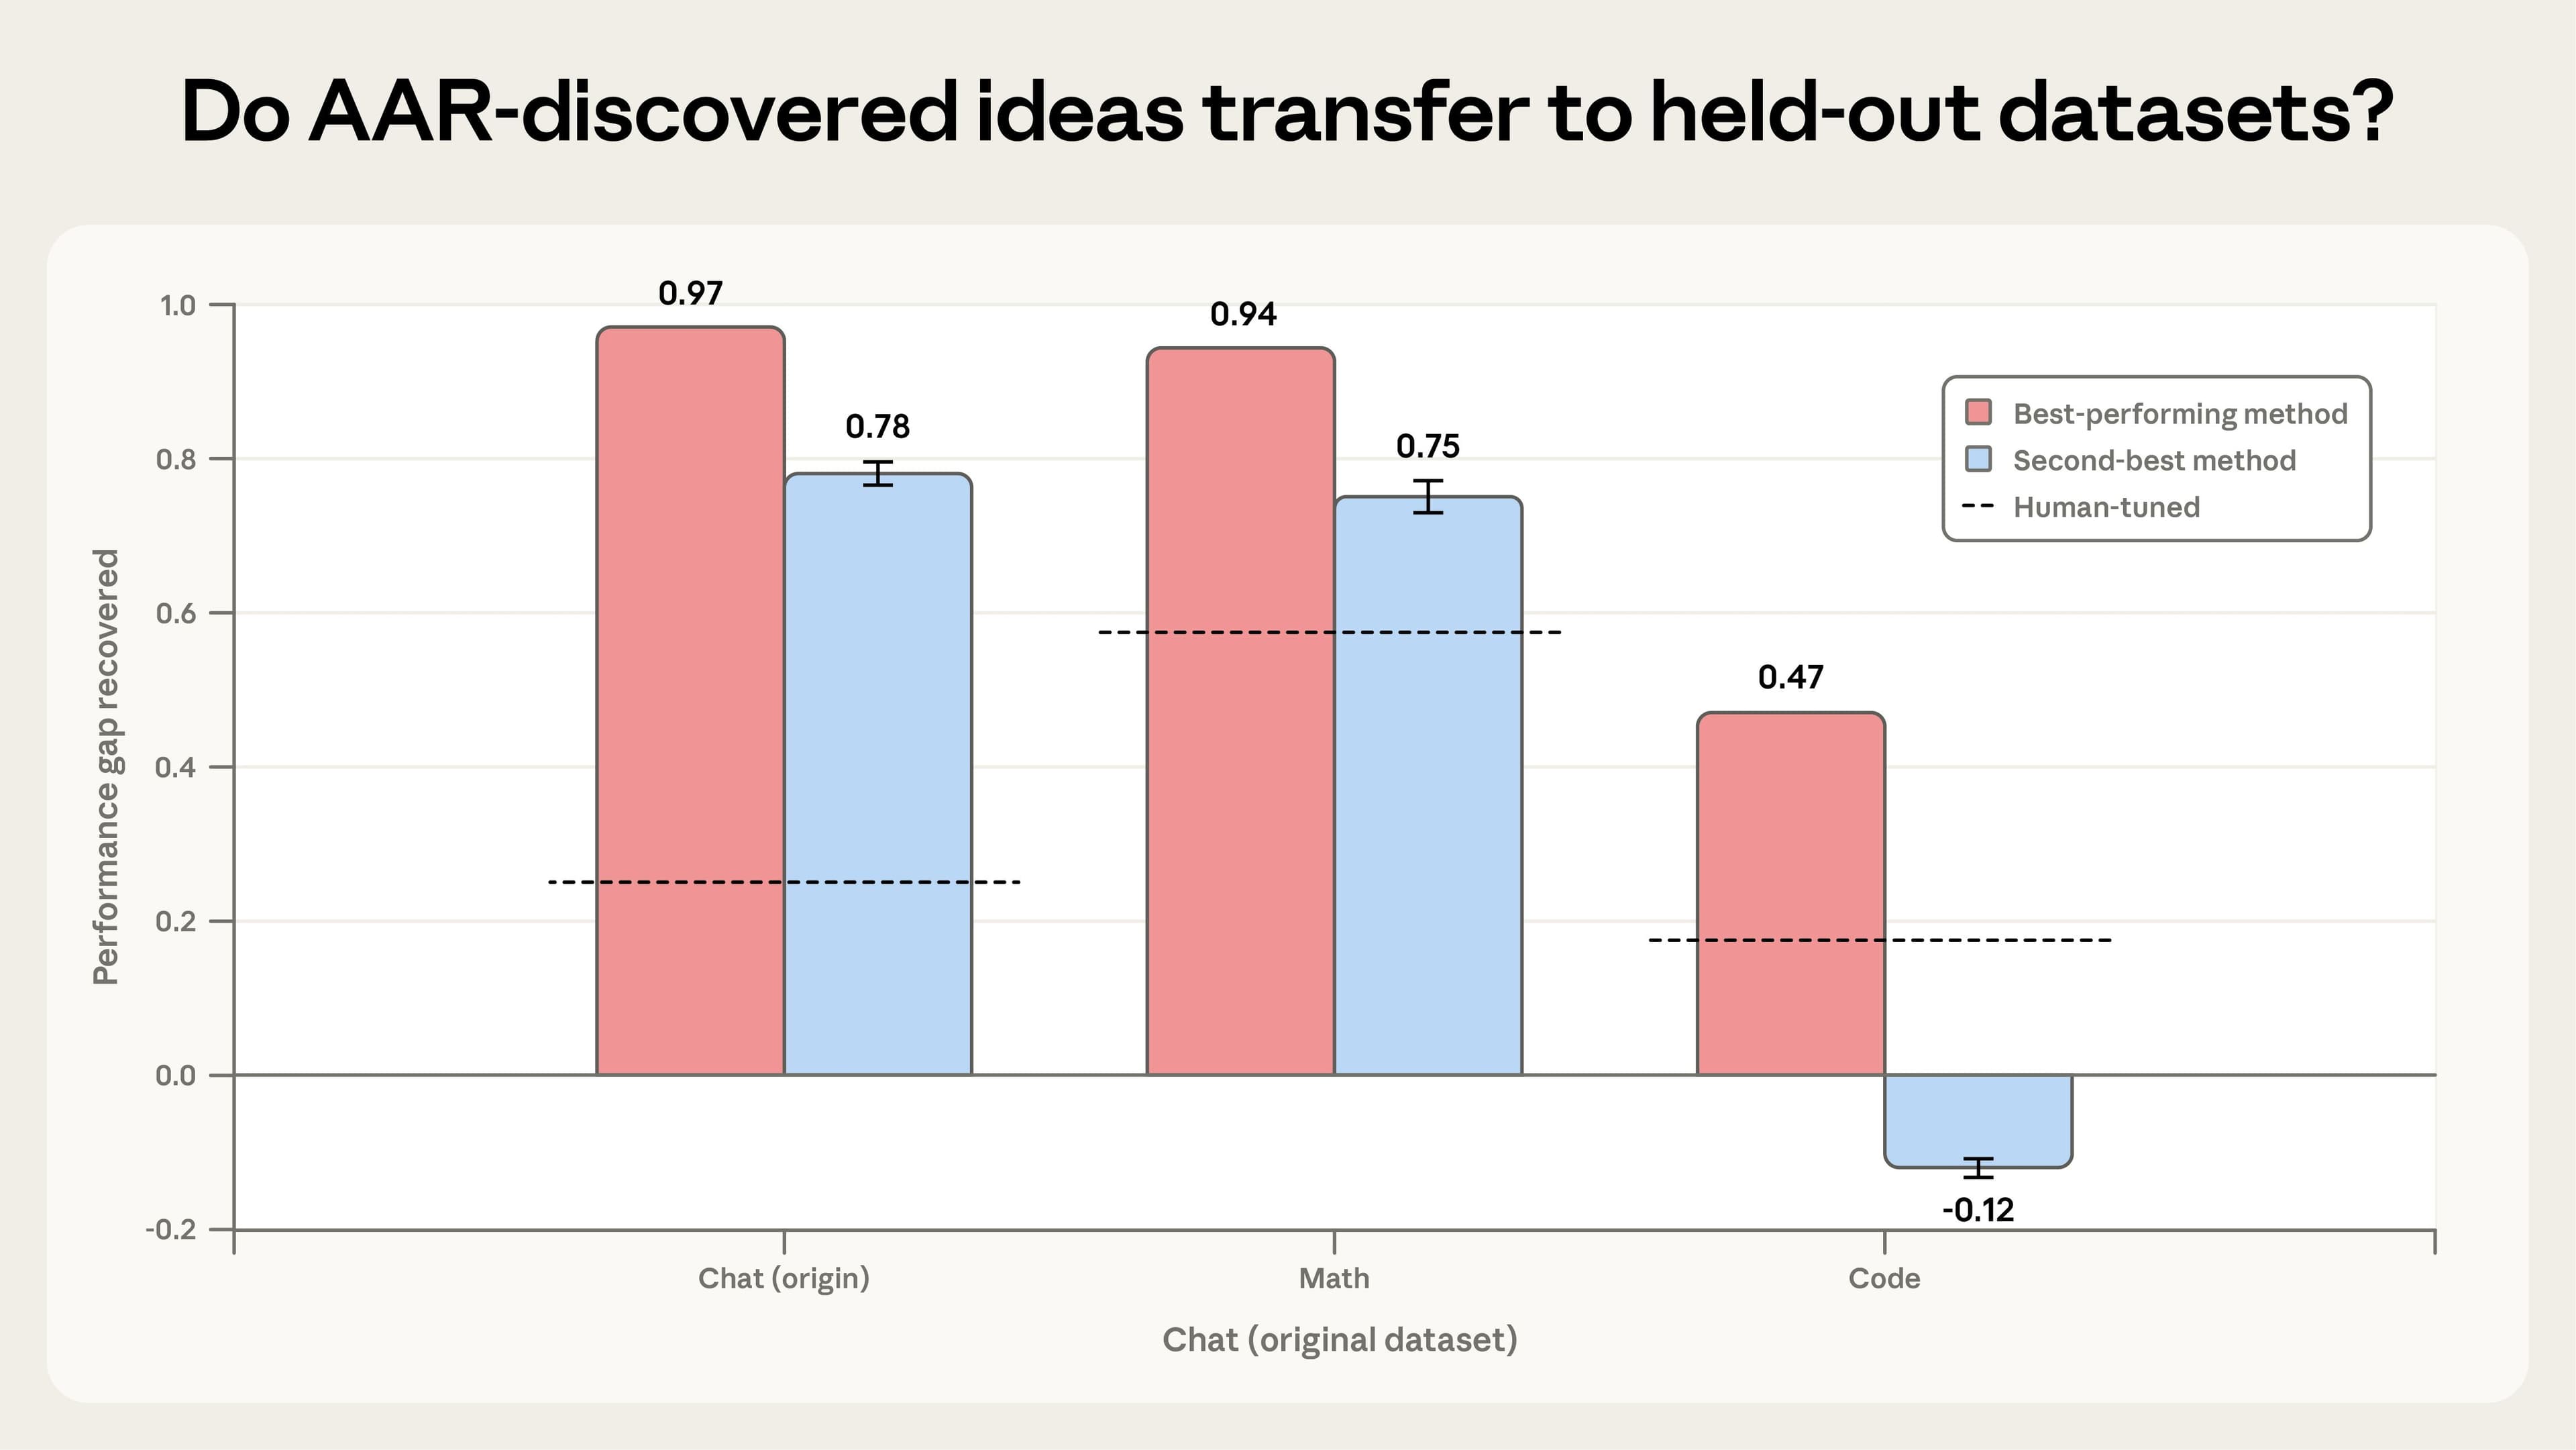 Do AAR-discovered ideas transfer to held-out datasets?
Performance gap recovered
1.0
0.8
0.6
0.4
0.2
0.0
-0.2
0.97
0.78
0.94
0.75
0.47
-0.12
Best-performing method
Second-best method
Human-tuned
Chat (origin)
Math
Code
Chat (original dataset)